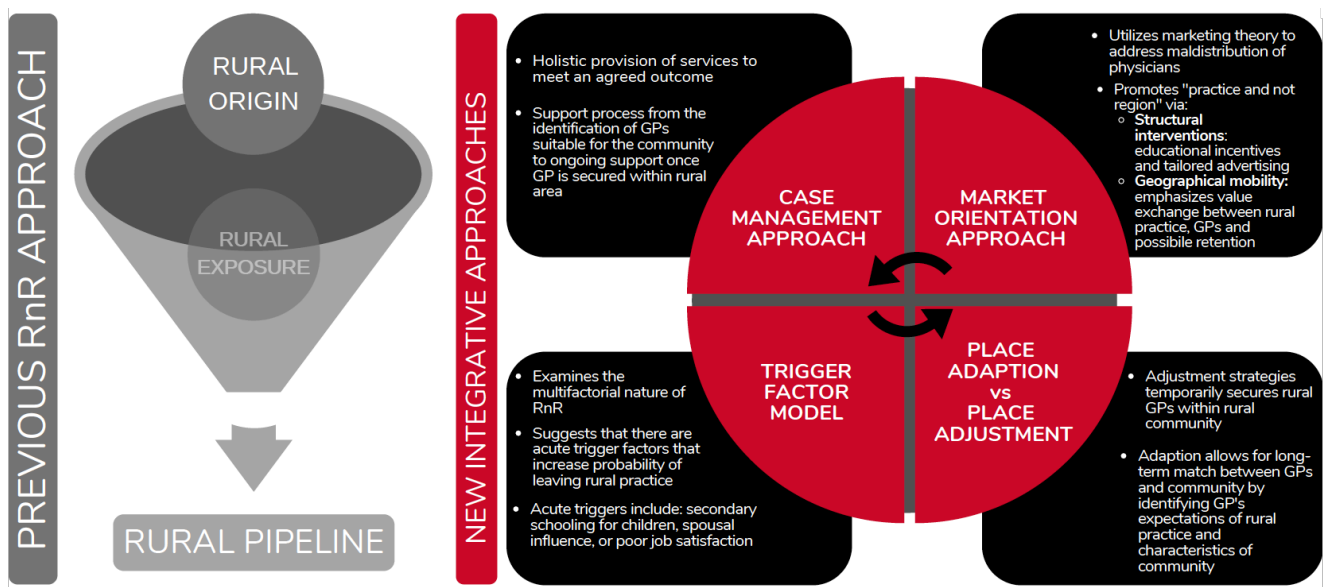 PREVIOUS RnR APPROACH
RURAL
ORIGIN
RURAL
EXPOSURE
RURAL PIPELINE
NEW INTEGRATIVE APPROACHES
• Holistic provision of services to
meet an agreed outcome
• Support process from the
identification of GPs
suitable for the community
to ongoing support once
GP is secured within rural
area
• Utilizes marketing theory to
address maldistribution of
physicians
• Promotes "practice and not
region" via:
○ Structural
interventions:
educational incentives
and tailored advertising
○ Geographical mobility:
emphasizes value
exchange between rural
practice, GPs and
possibile retention
CASE
MANAGEMENT
APPROACH
MARKET
ORIENTATION
APPROACH
TRIGGER
FACTOR
MODEL
PLACE
ADAPTION
vs
PLACE
ADJUSTMENT
• Examines the
multifactorial nature of
RnR
• Suggests that there are
acute trigger factors that
increase probability of
leaving rural practice
• Acute triggers include: secondary
schooling for children, spousal
influence, or poor job satisfaction
• Adjustment strategies
temporarily secures rural
GPs within rural
community
• Adaption allows for long-
term match between GPs
and community by
identifying GP's
expectations of rural
practice and
characteristics of
community